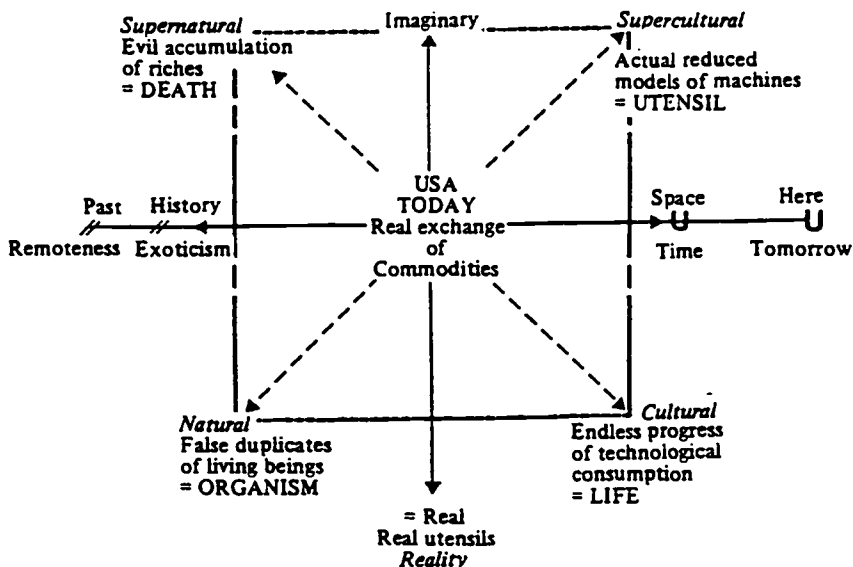 Supernatural
Evil accumulation
of riches
= DEATH
Imaginary
Supercultural
Actual reduced
models of machines
= UTENSIL
USA
TODAY
Real exchange
of
Commodities
Past
History
Remoteness
Exoticism
Space
Here
Time
Tomorrow
Natural
False duplicates
of living beings
= ORGANISM
Cultural
Endless progress
of technological
consumption
= LIFE
= Real
Real utensils
Reality